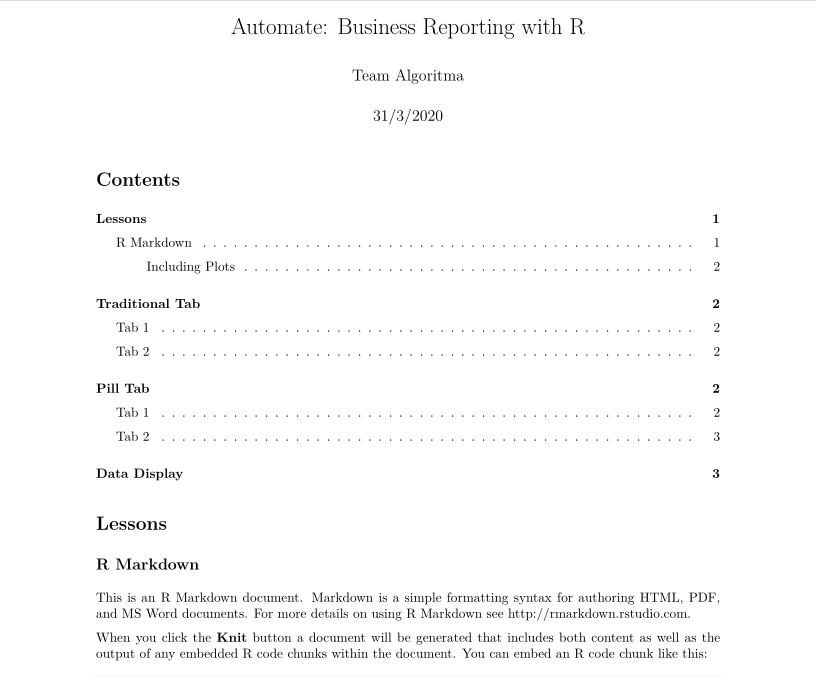 Automate: Business Reporting with R
Team Algoritma
31/3/2020
Contents
Lessons 1
R Markdown . . . . . . . . . . . . . . . . . . . . . . . . . . . . . . . . . . . . . . . . . . . . . . . . 1
Including Plots . . . . . . . . . . . . . . . . . . . . . . . . . . . . . . . . . . . . . . . . . . . . 2
Traditional Tab 2
Tab 1 . . . . . . . . . . . . . . . . . . . . . . . . . . . . . . . . . . . . . . . . . . . . . . . . . . . . 2
Tab 2 . . . . . . . . . . . . . . . . . . . . . . . . . . . . . . . . . . . . . . . . . . . . . . . . . . . . 2
Pill Tab 2
Tab 1 . . . . . . . . . . . . . . . . . . . . . . . . . . . . . . . . . . . . . . . . . . . . . . . . . . . . 2
Tab 2 . . . . . . . . . . . . . . . . . . . . . . . . . . . . . . . . . . . . . . . . . . . . . . . . . . . . 3
Data Display 3
Lessons
R Markdown
This is an R Markdown document. Markdown is a simple formatting syntax for authoring HTML, PDF,
and MS Word documents. For more details on using R Markdown see http://rmarkdown.rstudio.com.
When you click the Knit button a document will be generated that includes both content as well as the
output of any embedded R code chunks within the document. You can embed an R code chunk like this: